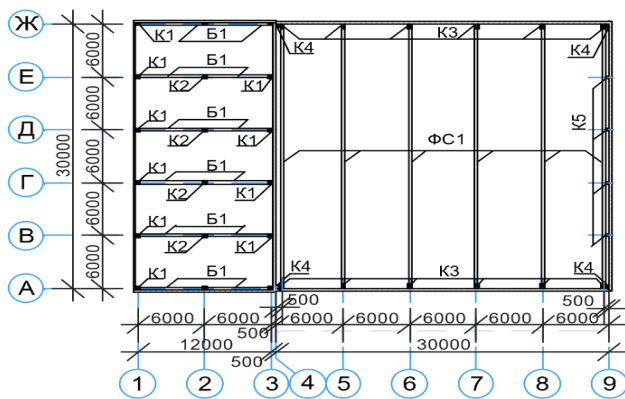 Ж К1 Б1 К4 К3 К4
Е К1 Б1 К2 К1
К5
Д К1 Б1 К2 К1
ФС1
Г К1 Б1 К2 К1
В К1 Б1 К2 К1
А К1 Б1 К4 К3 К4
6000 6000 6000 6000
30000
500 500
6000 6000 500 6000 6000 6000 6000 6000
12000 30000
500
1 2 3 4 5 6 7 8 9